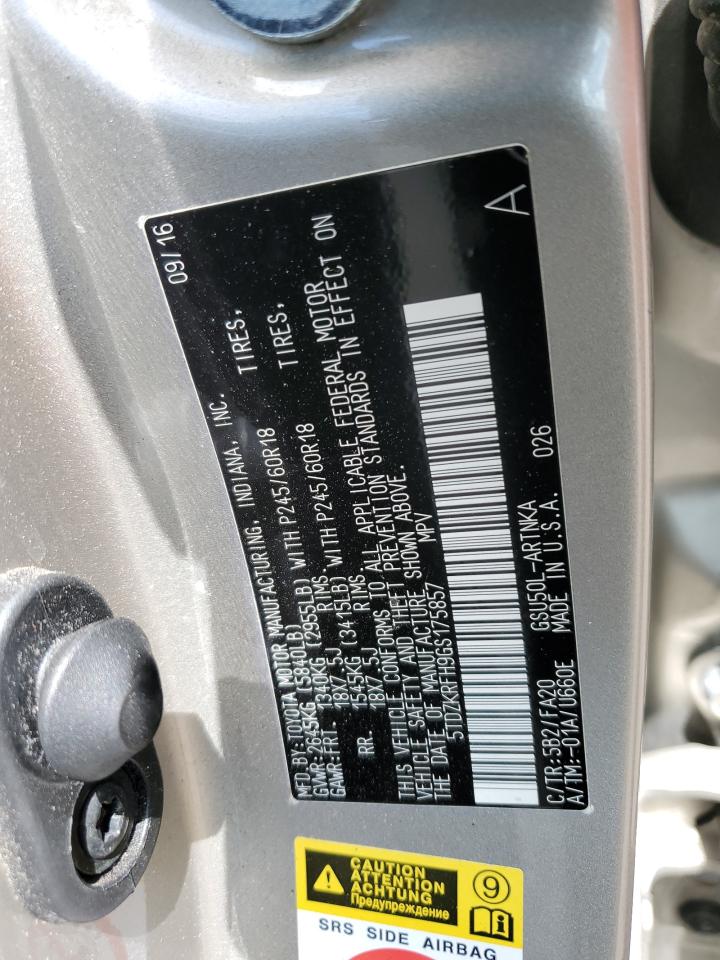 MFD. BY: TOYOTA MOTOR MANUFACTURING, INDIANA, INC. 09/16
GVWR: 2645KG (5840LB)
GAWR: FRT. 1340KG (2955LB) WITH P245/60R18 TIRES,
18X7.5J RIMS
RR. 1545KG (3415LB) WITH P245/60R18 TIRES,
18X7.5J RIMS
THIS VEHICLE CONFORMS TO ALL APPLICABLE FEDERAL MOTOR
VEHICLE SAFETY AND THEFT PREVENTION STANDARDS IN EFFECT ON
THE DATE OF MANUFACTURE SHOWN ABOVE.
5TDZKRFH9GS175857 MPV
C/TR: 5B2/FA20 GSU50L-ARTNKA A
A/TM: -01A/U660E MADE IN U.S.A. 026
CAUTION
ATTENTION
ACHTUNG
Предупреждение
9
SRS SIDE AIRBAG